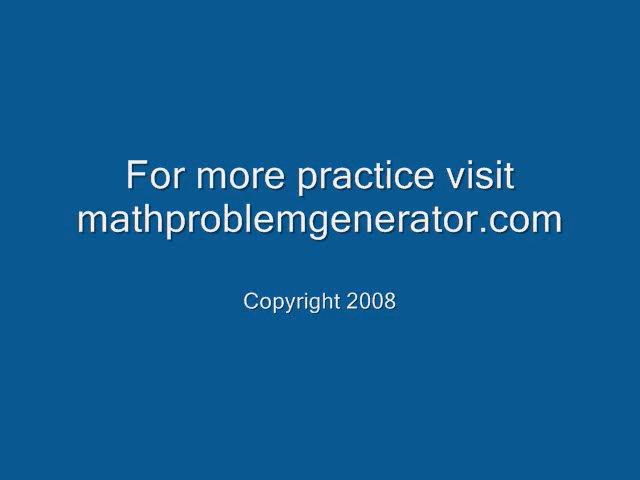 For more practice visit
mathproblemgenerator.com
Copyright 2008